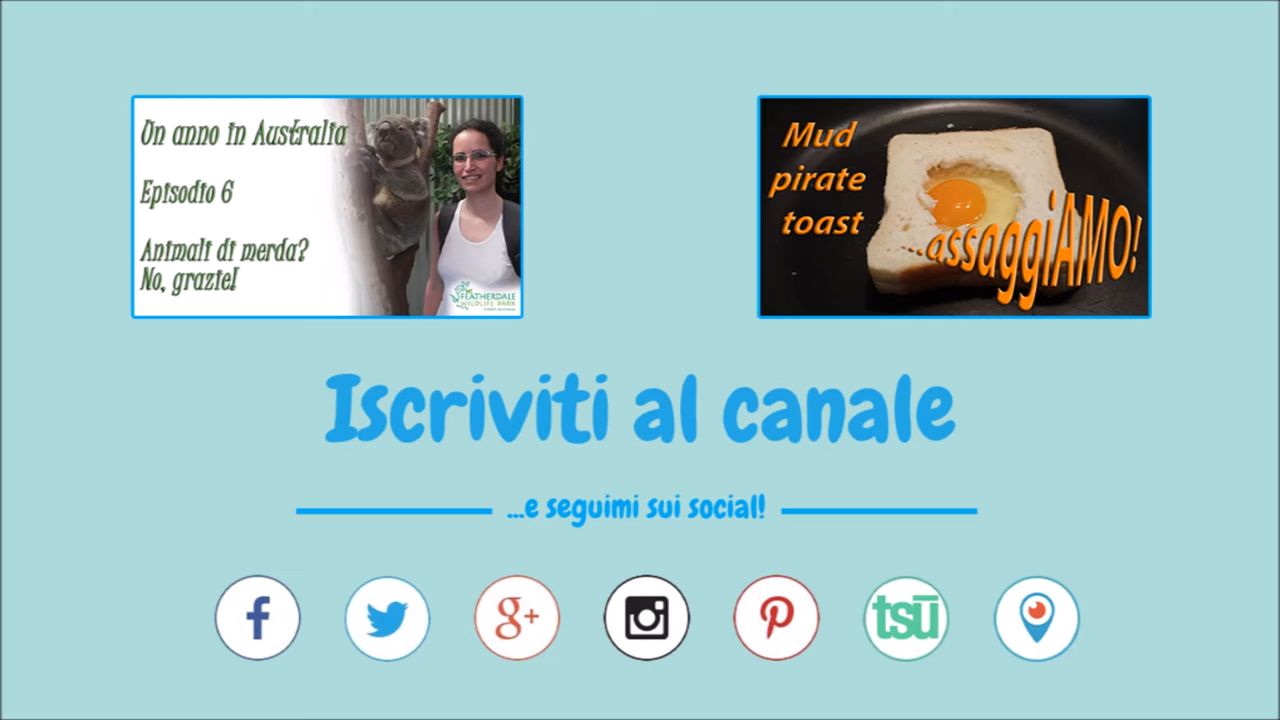 Un anno in Australia
Episodio 6
Animali di merda?
No, grazie!
FEATHERDALE
WILDLIFE PARK
Mud
pirate
toast
...assaggiAMO!
Iscriviti al canale
...e seguimi sui social!
f
g+
tsū